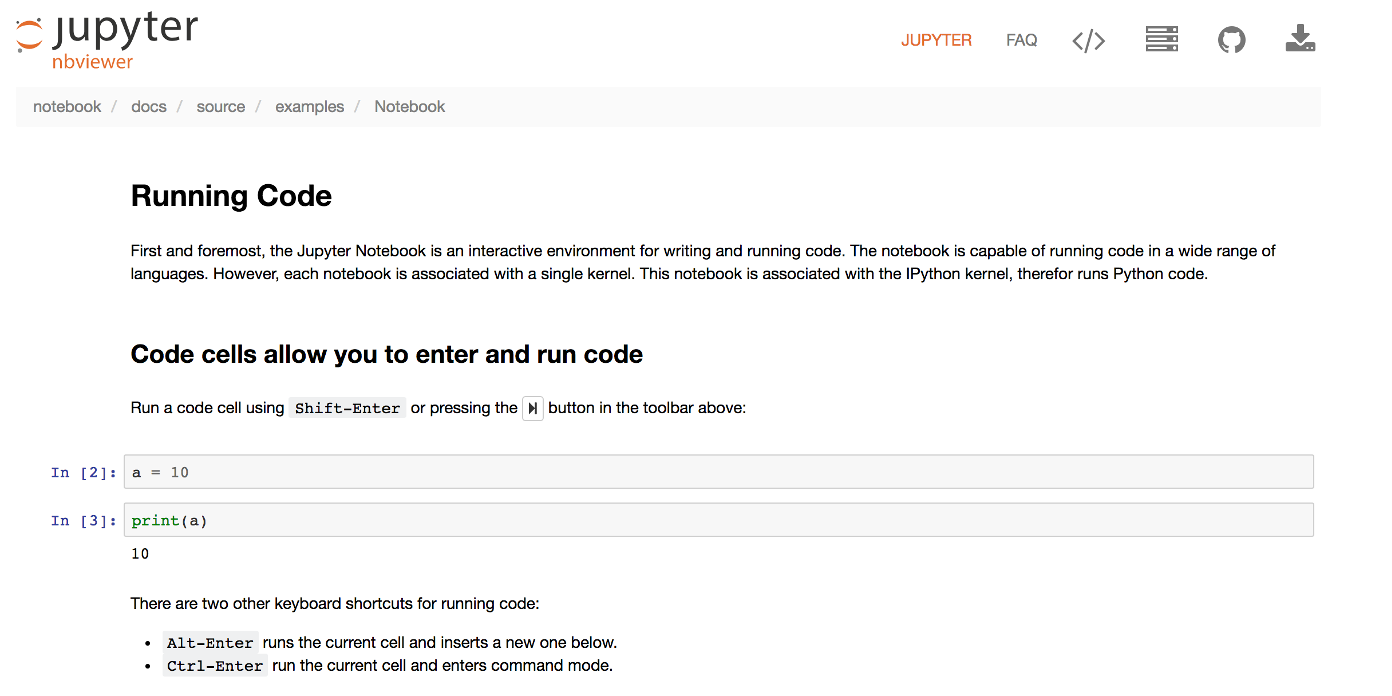 jupyter
nbviewer
JUPYTER FAQ </>
notebook / docs / source / examples / Notebook
Running Code
First and foremost, the Jupyter Notebook is an interactive environment for writing and running code. The notebook is capable of running code in a wide range of
languages. However, each notebook is associated with a single kernel. This notebook is associated with the IPython kernel, therefor runs Python code.
Code cells allow you to enter and run code
Run a code cell using Shift-Enter or pressing the button in the toolbar above:
In [2]: a = 10
In [3]: print(a)
10
There are two other keyboard shortcuts for running code:
• Alt-Enter runs the current cell and inserts a new one below.
• Ctrl-Enter run the current cell and enters command mode.